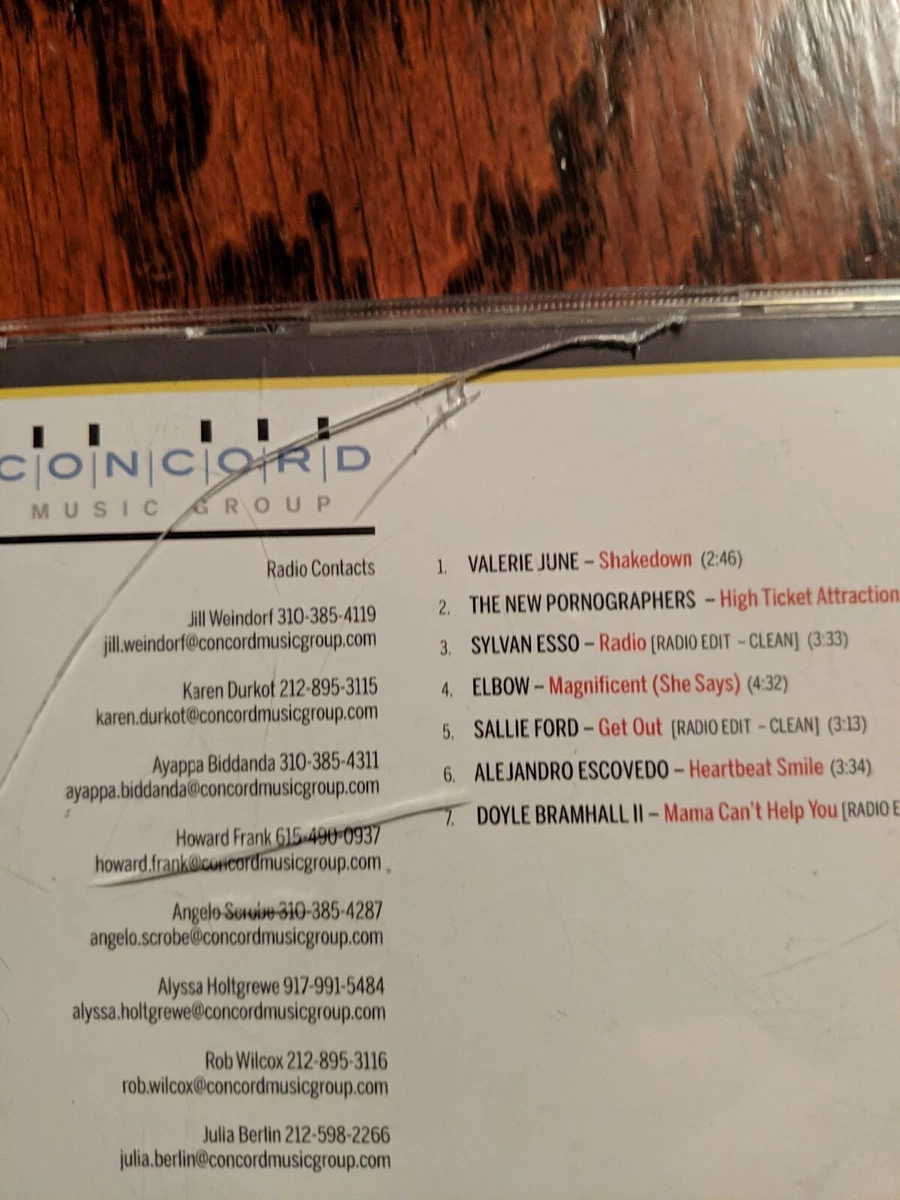 C|O|N|C|O|R|D
MUSIC GROUP
Radio Contacts
Jill Weindorf 310-385-4119
jill.weindorf@concordmusicgroup.com
Karen Durkot 212-895-3115
karen.durkot@concordmusicgroup.com
Ayappa Biddanda 310-385-4311
ayappa.biddanda@concordmusicgroup.com
Howard Frank 615-490-0937
howard.frank@concordmusicgroup.com
Angelo Scrobe 310-385-4287
angelo.scrobe@concordmusicgroup.com
Alyssa Holtgrewe 917-991-5484
alyssa.holtgrewe@concordmusicgroup.com
Rob Wilcox 212-895-3116
rob.wilcox@concordmusicgroup.com
Julia Berlin 212-598-2266
julia.berlin@concordmusicgroup.com
1. VALERIE JUNE – Shakedown (2:46)
2. THE NEW PORNOGRAPHERS – High Ticket Attraction
3. SYLVAN ESSO – Radio [RADIO EDIT – CLEAN] (3:33)
4. ELBOW – Magnificent (She Says) (4:32)
5. SALLIE FORD – Get Out [RADIO EDIT – CLEAN] (3:13)
6. ALEJANDRO ESCOVEDO – Heartbeat Smile (3:34)
7. DOYLE BRAMHALL II – Mama Can't Help You [RADIO E